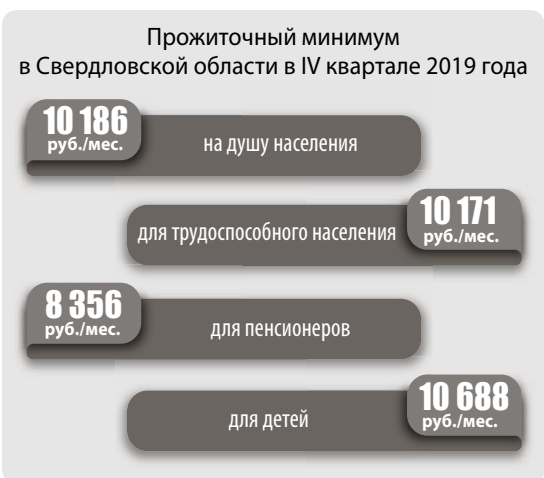 Прожиточный минимум
в Свердловской области в IV квартале 2019 года
10 186
руб./мес.
на душу населения
10 171
руб./мес.
для трудоспособного населения
8 356
руб./мес.
для пенсионеров
10 688
руб./мес.
для детей